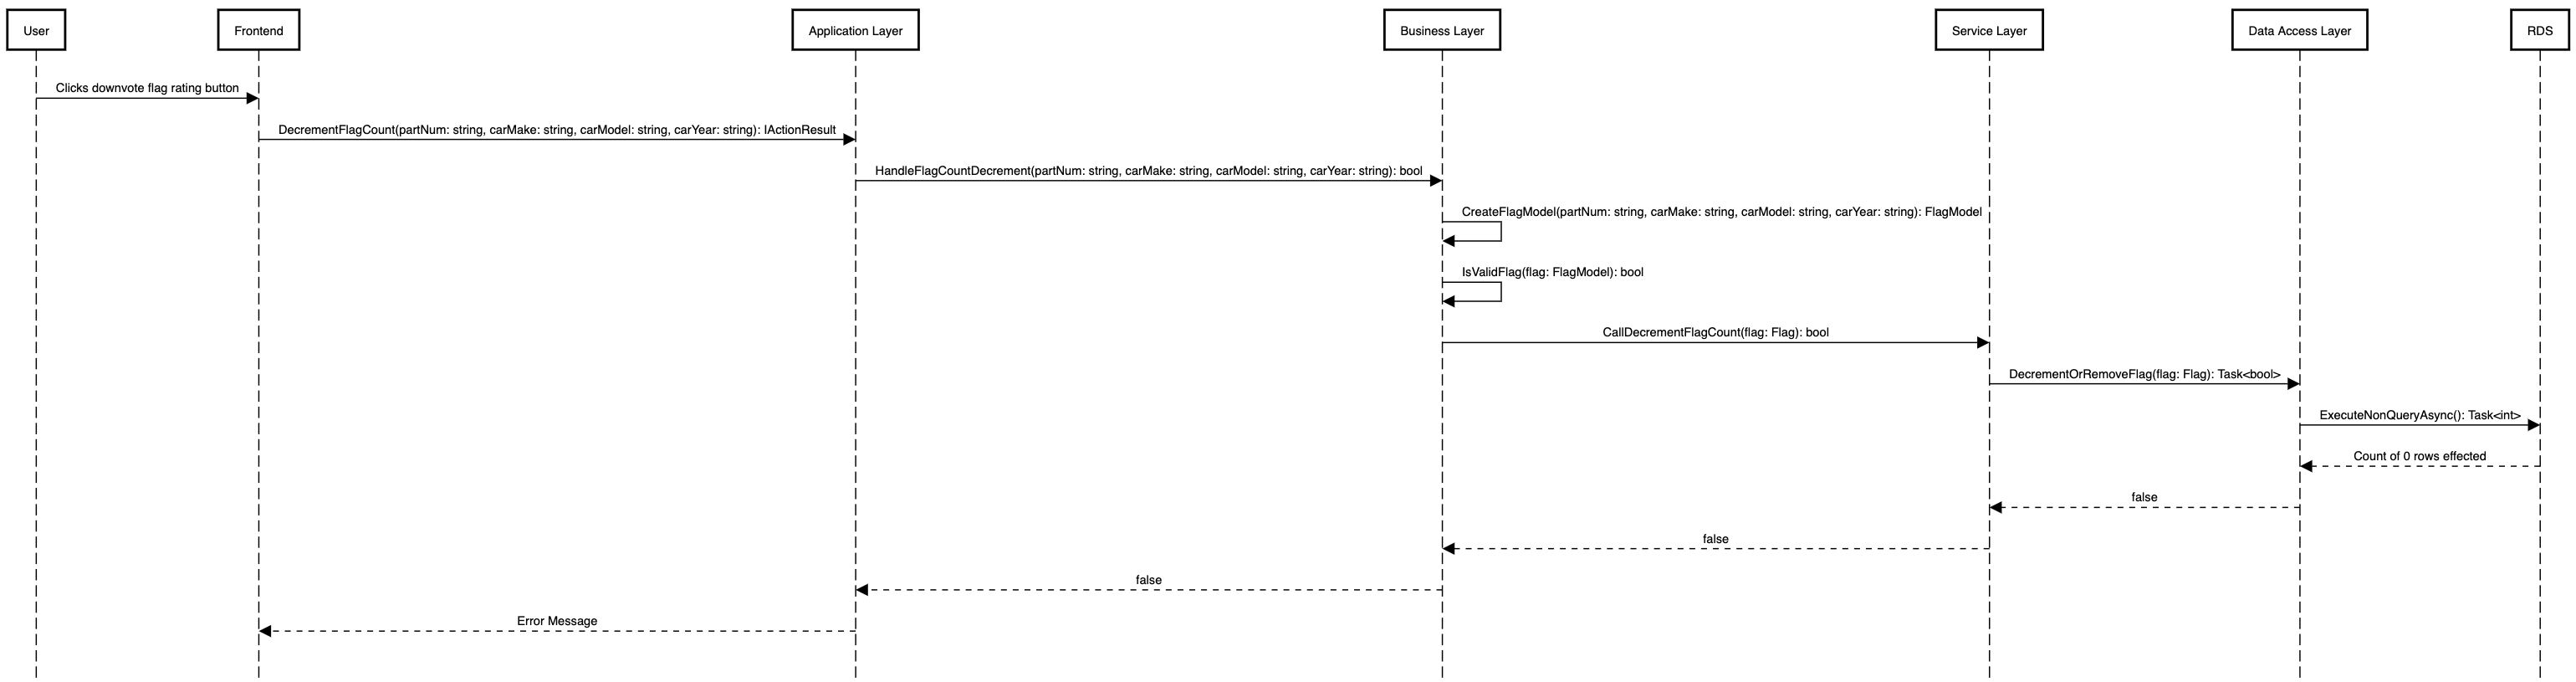 User
Frontend
Application Layer
Business Layer
Service Layer
Data Access Layer
RDS
Clicks downvote flag rating button
DecrementFlagCount(partNum: string, carMake: string, carModel: string, carYear: string): IActionResult
HandleFlagCountDecrement(partNum: string, carMake: string, carModel: string, carYear: string): bool
CreateFlagModel(partNum: string, carMake: string, carModel: string, carYear: string): FlagModel
IsValidFlag(flag: FlagModel): bool
CallDecrementFlagCount(flag: Flag): bool
DecrementOrRemoveFlag(flag: Flag): Task<bool>
ExecuteNonQueryAsync(): Task<int>
Count of 0 rows effected
false
false
false
Error Message